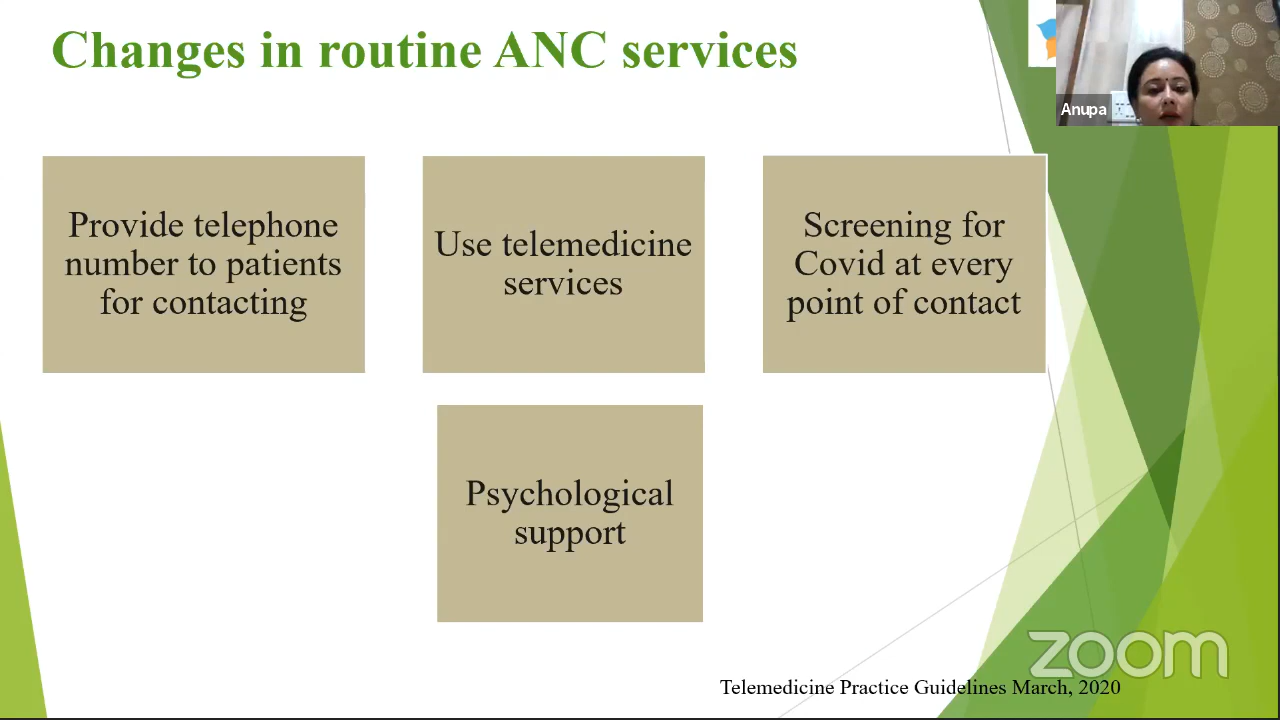 Changes in routine ANC services
Anupa
Provide telephone
number to patients
for contacting
Use telemedicine
services
Screening for
Covid at every
point of contact
Psychological
support
zoom
Telemedicine Practice Guidelines March, 2020